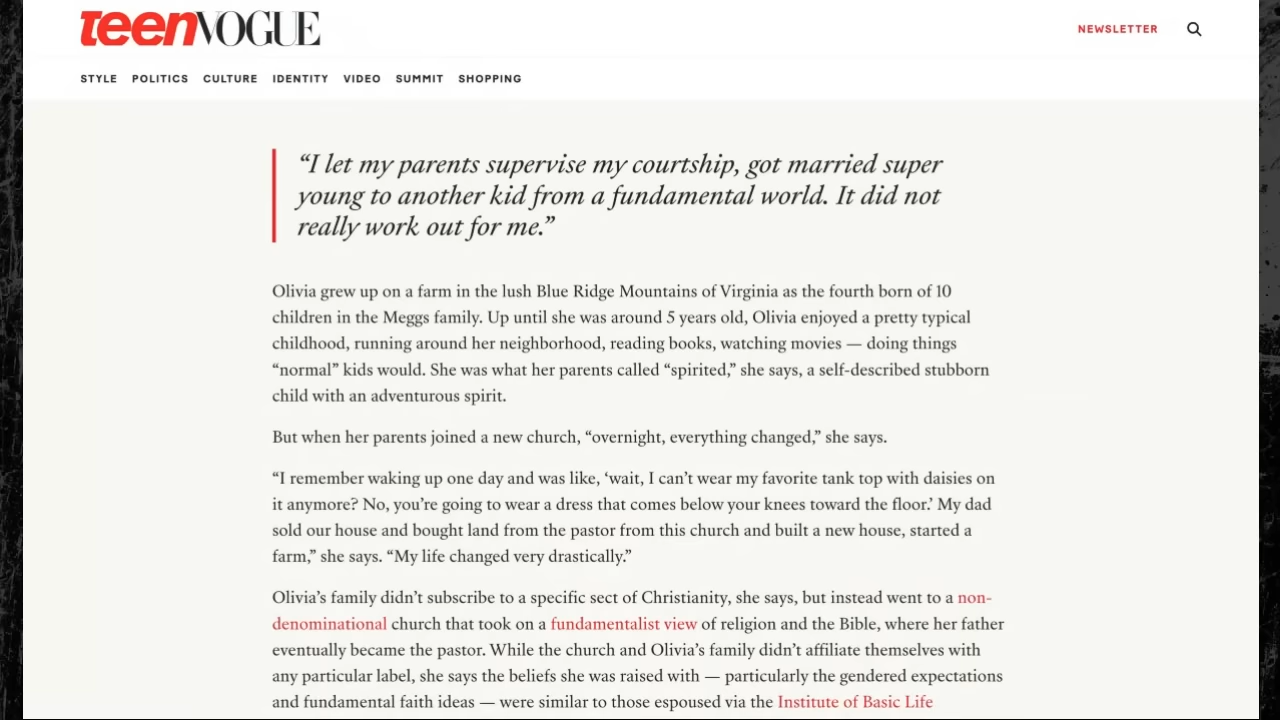 teenVOGUE
NEWSLETTER
STYLE POLITICS CULTURE IDENTITY VIDEO SUMMIT SHOPPING
“I let my parents supervise my courtship, got married super
young to another kid from a fundamental world. It did not
really work out for me.”
Olivia grew up on a farm in the lush Blue Ridge Mountains of Virginia as the fourth born of 10
children in the Meggs family. Up until she was around 5 years old, Olivia enjoyed a pretty typical
childhood, running around her neighborhood, reading books, watching movies — doing things
“normal” kids would. She was what her parents called “spirited,” she says, a self-described stubborn
child with an adventurous spirit.
But when her parents joined a new church, “overnight, everything changed,” she says.
“I remember waking up one day and was like, ‘wait, I can’t wear my favorite tank top with daisies on
it anymore? No, you’re going to wear a dress that comes below your knees toward the floor.’ My dad
sold our house and bought land from the pastor from this church and built a new house, started a
farm,” she says. “My life changed very drastically.”
Olivia’s family didn’t subscribe to a specific sect of Christianity, she says, but instead went to a non-
denominational church that took on a fundamentalist view of religion and the Bible, where her father
eventually became the pastor. While the church and Olivia’s family didn’t affiliate themselves with
any particular label, she says the beliefs she was raised with — particularly the gendered expectations
and fundamental faith ideas — were similar to those espoused via the Institute of Basic Life